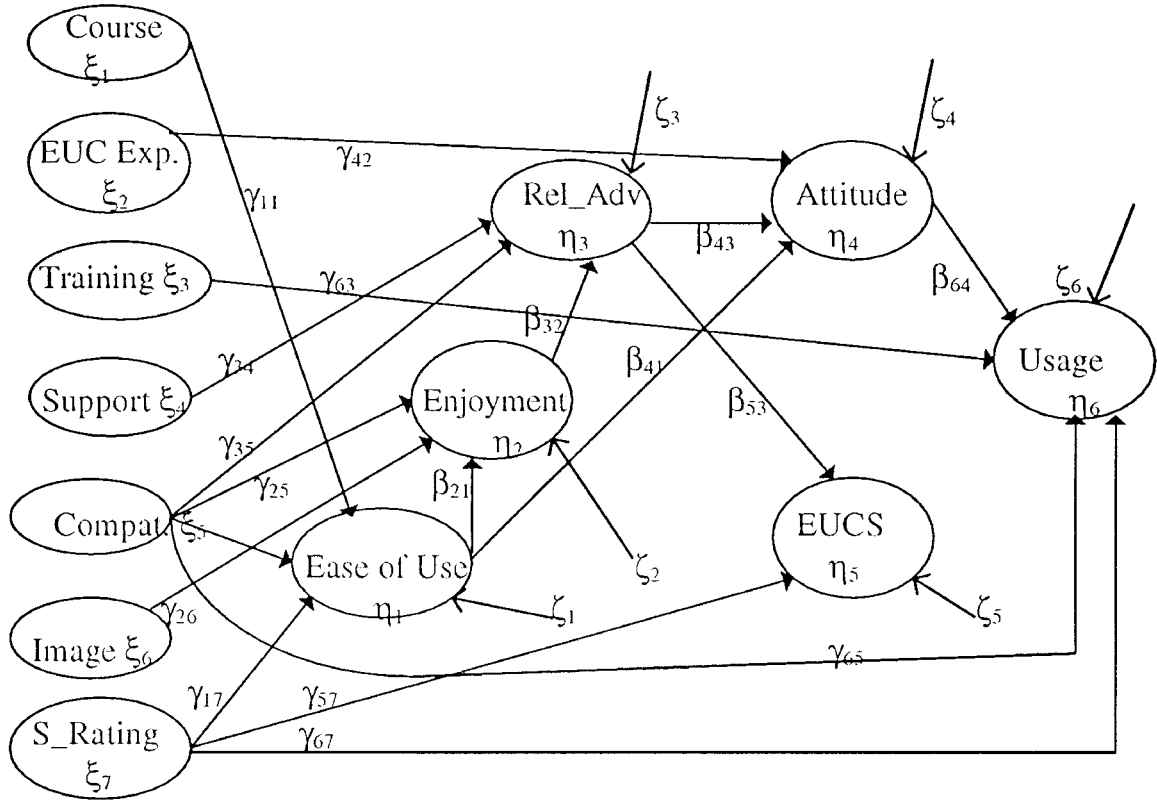 Course
ξ1
EUC Exp.
ξ2
Training ξ3
Support ξ4
Compat. ξ5
Image ξ6
S_Rating
ξ7
γ11
γ42
γ63
γ34
γ35
γ25
γ26
γ17
γ57
γ67
γ65
Rel_Adv
η3
ζ3
Attitude
η4
ζ4
β43
β64
ζ6
Usage
η6
β32
β41
β53
Enjoyment
η2
β21
ζ2
Ease of Use
η1
ζ1
EUCS
η5
ζ5